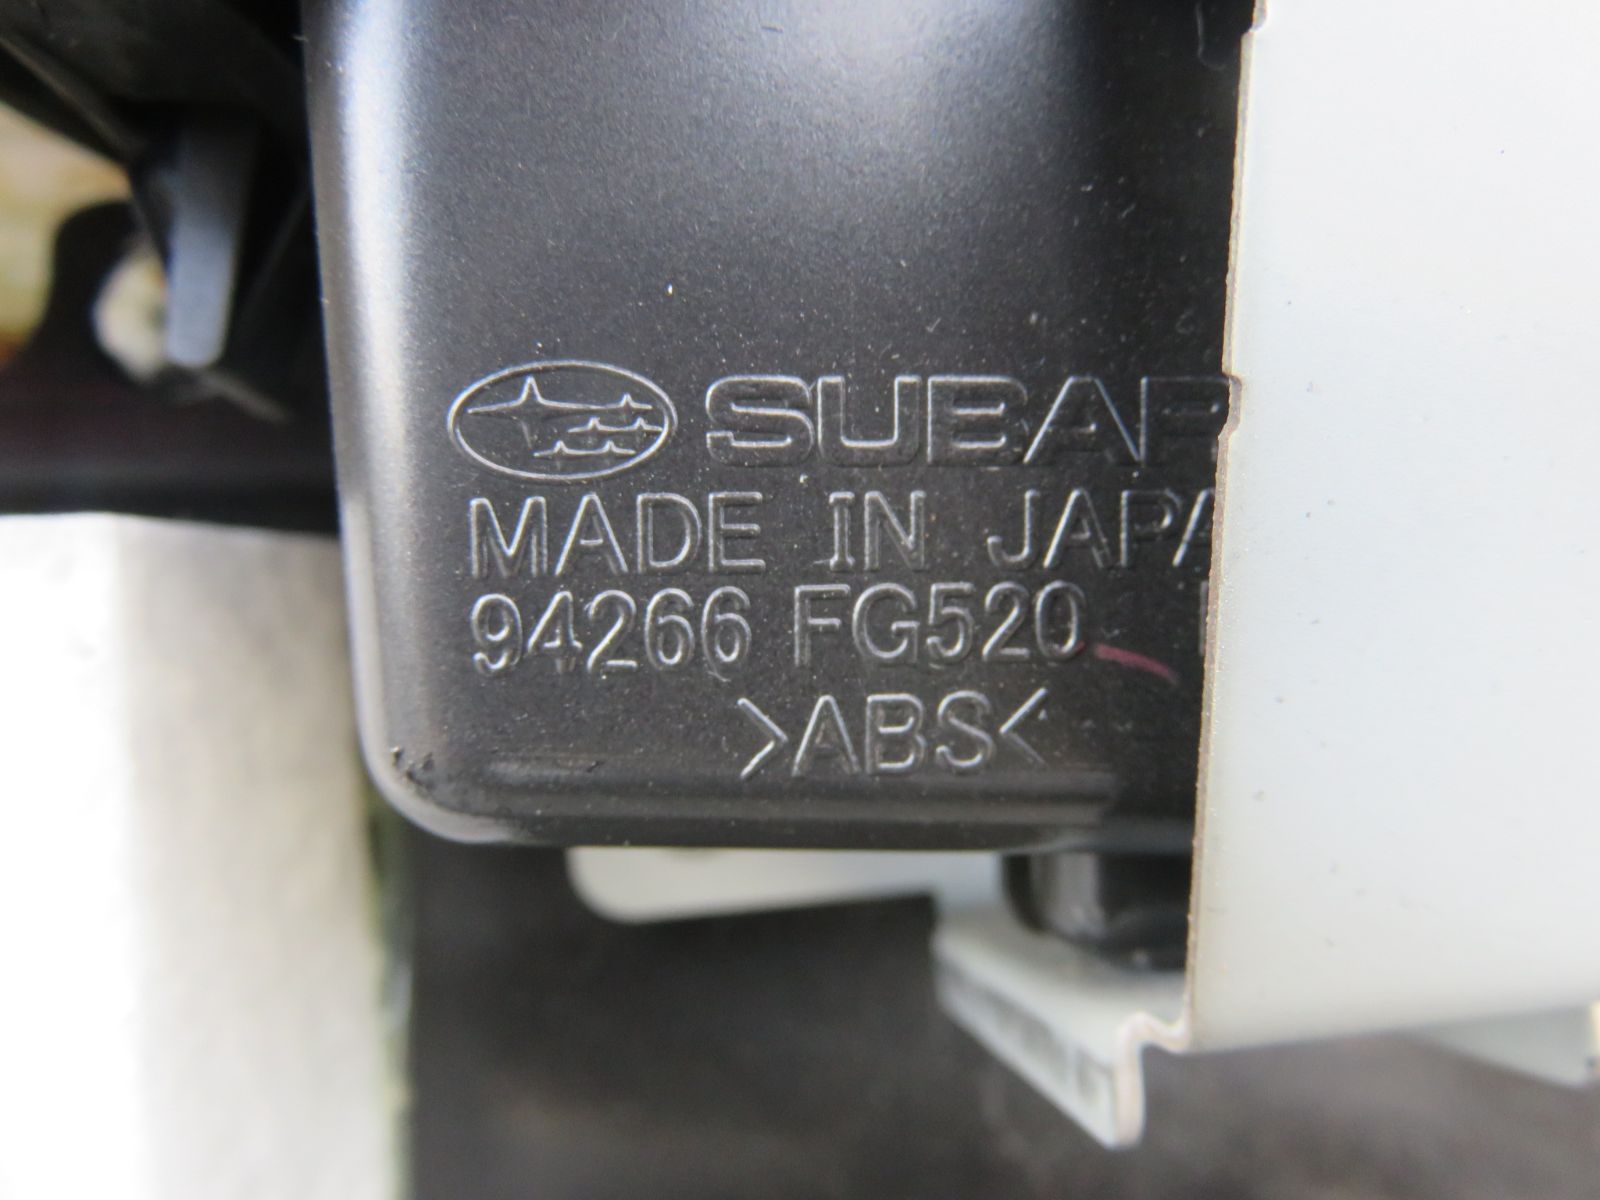 SUBAR
MADE IN JAPA
94266 FG520
>ABS<